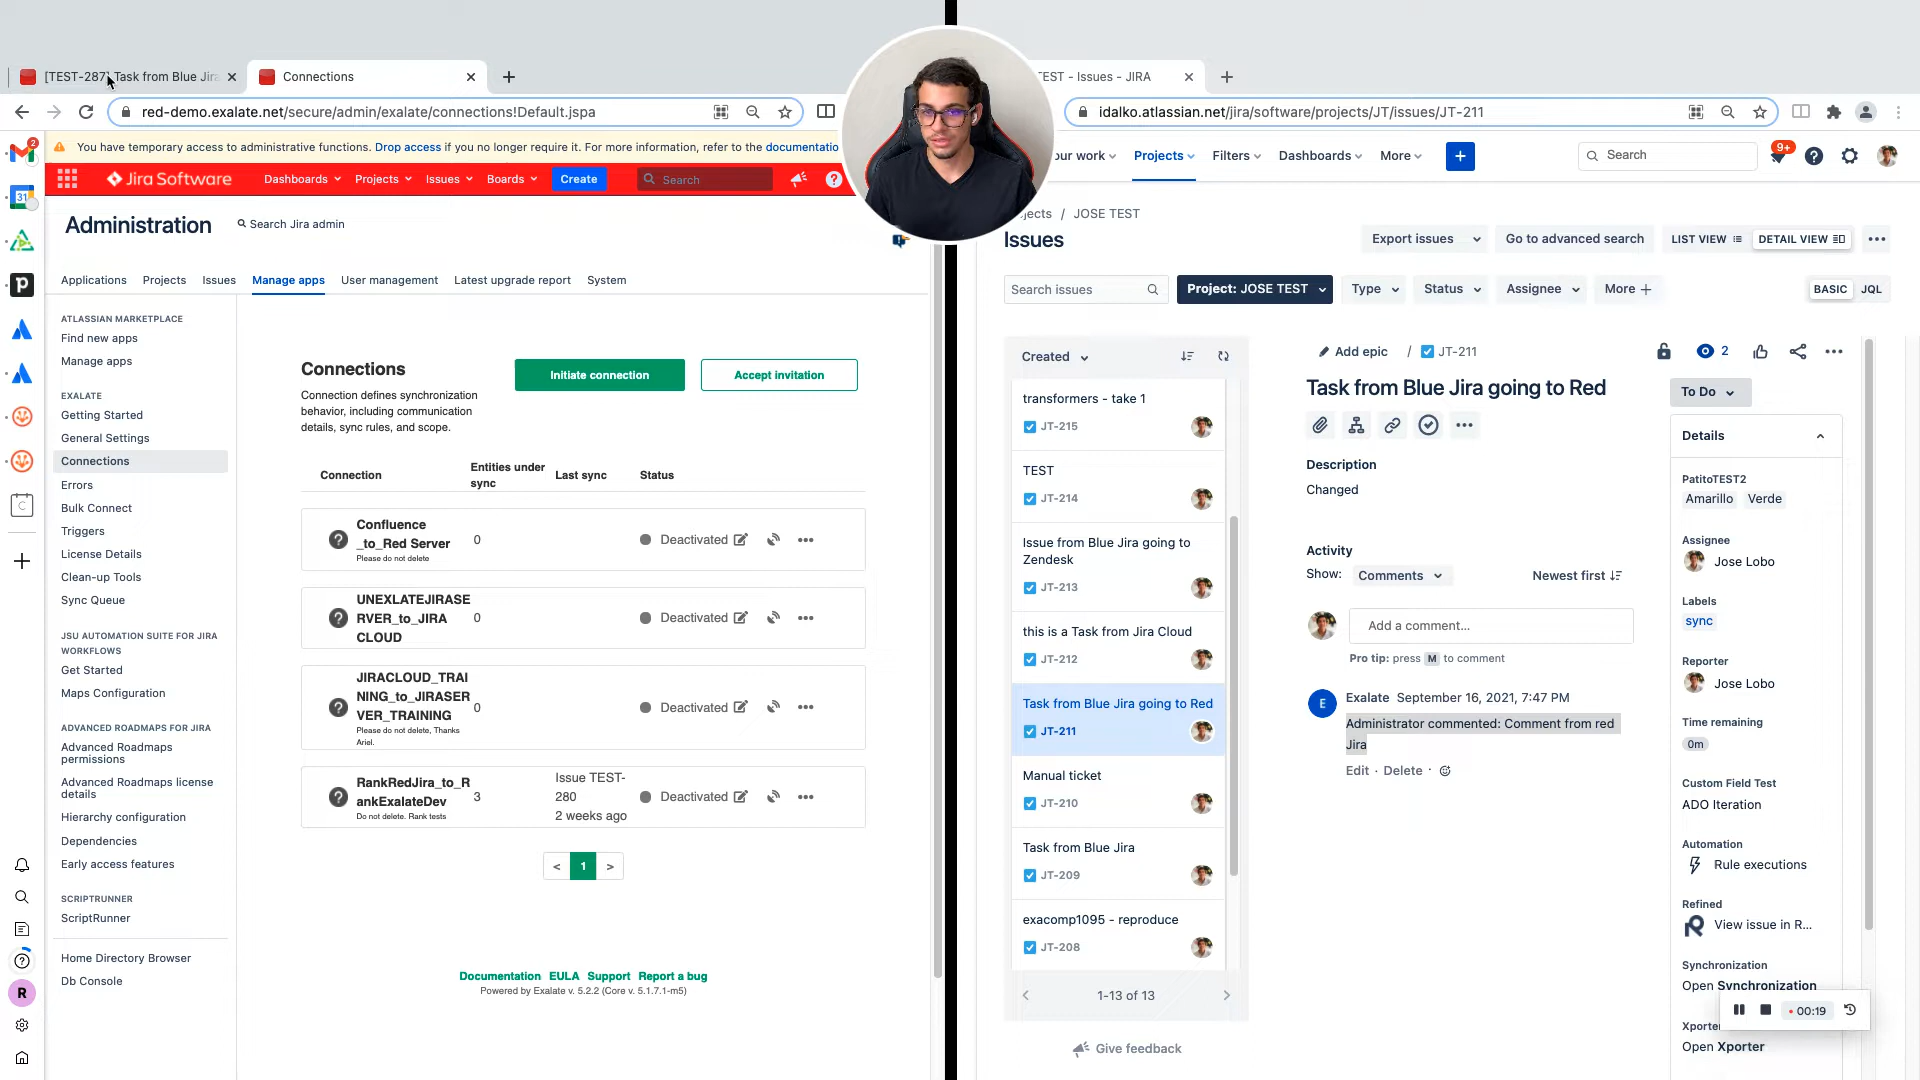 [TEST-287] Task from Blue Jira
Connections
TEST - Issues - JIRA
red-demo.exalate.net/secure/admin/exalate/connections!Default.jspa
idalko.atlassian.net/jira/software/projects/JT/issues/JT-211
You have temporary access to administrative functions. Drop access if you no longer require it. For more information, refer to the documentatio
Jira Software
Dashboards
Projects
Issues
Boards
Create
Search
?
our work
Projects
Filters
Dashboards
More
+
Search
9+
2
31
Administration
Search Jira admin
Applications
Projects
Issues
Manage apps
User management
Latest upgrade report
System
ATLASSIAN MARKETPLACE
Find new apps
Manage apps
EXALATE
Getting Started
General Settings
Connections
Errors
Bulk Connect
Triggers
License Details
Clean-up Tools
Sync Queue
JSU AUTOMATION SUITE FOR JIRA
WORKFLOWS
Get Started
Maps Configuration
ADVANCED ROADMAPS FOR JIRA
Advanced Roadmaps
permissions
Advanced Roadmaps license
details
Hierarchy configuration
Dependencies
Early access features
SCRIPTRUNNER
ScriptRunner
Home Directory Browser
Db Console
p
C
R
Connections
Connection defines synchronization
behavior, including communication
details, sync rules, and scope.
Initiate connection
Accept invitation
Connection
Entities under
sync
Last sync
Status
Confluence
_to_Red Server
Please do not delete
0
Deactivated
UNEXLATEJIRASE
RVER_to_JIRA
CLOUD
0
Deactivated
JIRACLOUD_TRAI
NING_to_JIRASER
VER_TRAINING
Please do not delete, Thanks
Ariel.
0
Deactivated
RankRedJira_to_R
ankExalateDev
Do not delete. Rank tests
3
Issue TEST-
280
2 weeks ago
Deactivated
< 1 >
Documentation EULA Support Report a bug
Powered by Exalate v. 5.2.2 (Core v. 5.1.7.1-m5)
jects / JOSE TEST
Issues
Export issues
Go to advanced search
LIST VIEW
DETAIL VIEW
Search issues
Project: JOSE TEST
Type
Status
Assignee
More +
BASIC
JQL
Created
transformers - take 1
JT-215
TEST
JT-214
Issue from Blue Jira going to
Zendesk
JT-213
this is a Task from Jira Cloud
JT-212
Task from Blue Jira going to Red
JT-211
Manual ticket
JT-210
Task from Blue Jira
JT-209
exacomp1095 - reproduce
JT-208
1-13 of 13
Give feedback
Add epic / JT-211
2
Task from Blue Jira going to Red
Description
Changed
Activity
Show:
Comments
Newest first
Add a comment...
Pro tip: press M to comment
E
Exalate September 16, 2021, 7:47 PM
Administrator commented: Comment from red
Jira
Edit · Delete ·
To Do
Details
PatitoTEST2
Amarillo Verde
Assignee
Jose Lobo
Labels
sync
Reporter
Jose Lobo
Time remaining
0m
Custom Field Test
ADO Iteration
Automation
Rule executions
Refined
View issue in R...
Synchronization
Open Synchronization
00:19
Xporte
Open Xporter